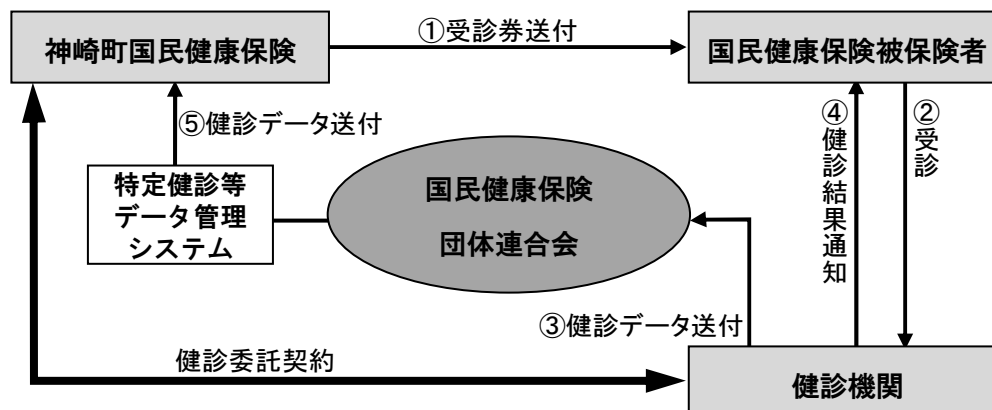 神崎町国民健康保険
①受診券送付
国民健康保険被保険者
⑤健診データ送付
④健診結果通知
②受診
特定健診等
データ管理
システム
国民健康保険
団体連合会
③健診データ送付
健診委託契約
健診機関